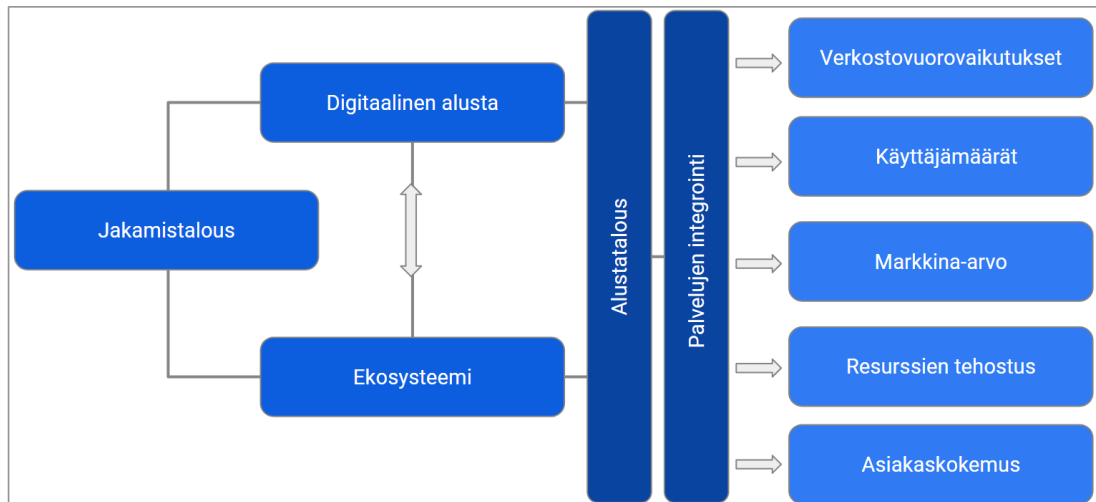 Jakamistalous
Digitaalinen alusta
Ekosysteemi
Alustatalous
Palvelujen integrointi
Verkostovuorovaikutukset
Käyttäjämäärät
Markkina-arvo
Resurssien tehostus
Asiakaskokemus